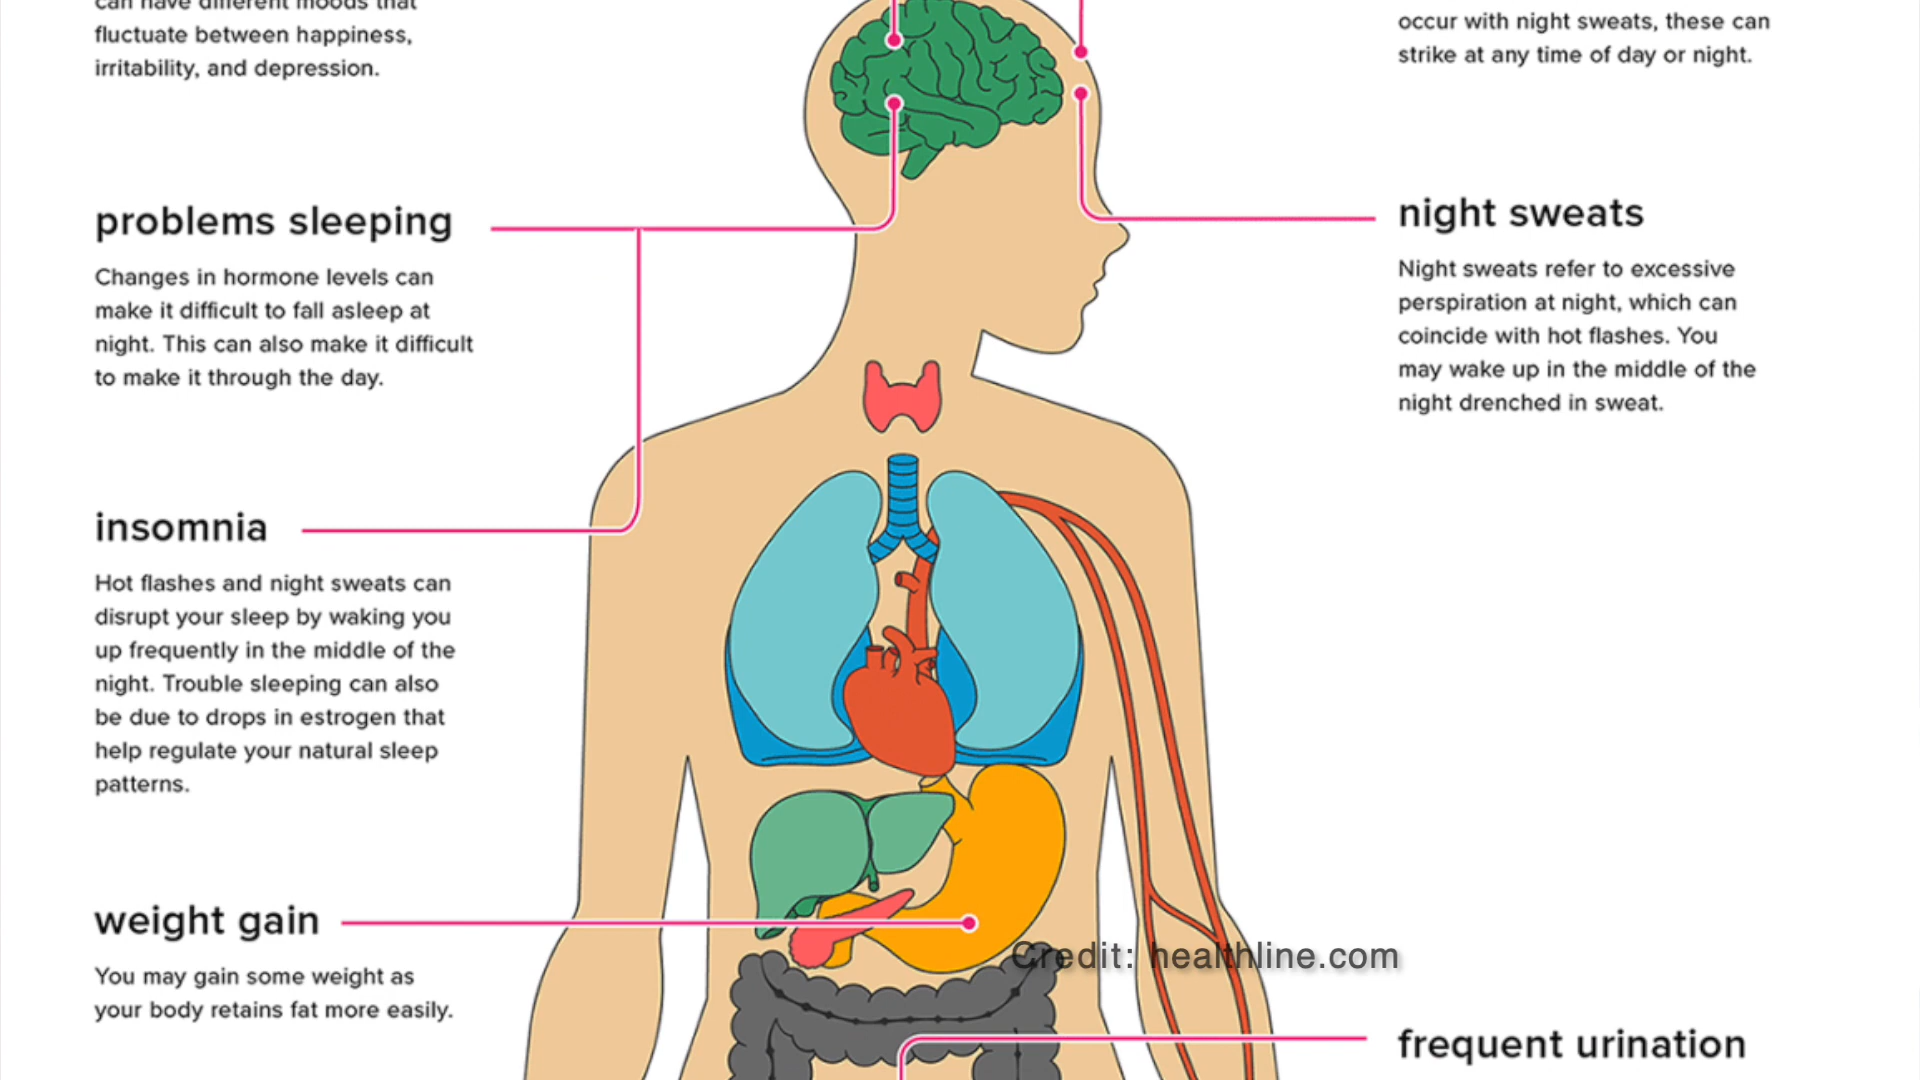 can have different moods that
fluctuate between happiness,
irritability, and depression.
problems sleeping
Changes in hormone levels can
make it difficult to fall asleep at
night. This can also make it difficult
to make it through the day.
insomnia
Hot flashes and night sweats can
disrupt your sleep by waking you
up frequently in the middle of the
night. Trouble sleeping can also
be due to drops in estrogen that
help regulate your natural sleep
patterns.
weight gain
You may gain some weight as
your body retains fat more easily.
occur with night sweats, these can
strike at any time of day or night.
night sweats
Night sweats refer to excessive
perspiration at night, which can
coincide with hot flashes. You
may wake up in the middle of the
night drenched in sweat.
Credit: healthline.com
frequent urination